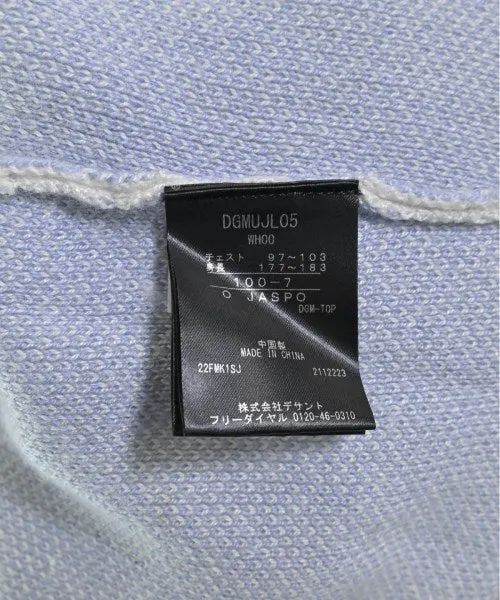 DGMUJL05
WH00
チェスト 97~103
身長 177~183
100-7
O JASPO
DGM-TOP
中国製
MADE IN CHINA
22FMK1SJ 2112223
株式会社デサント
フリーダイヤル 0120-46-0310